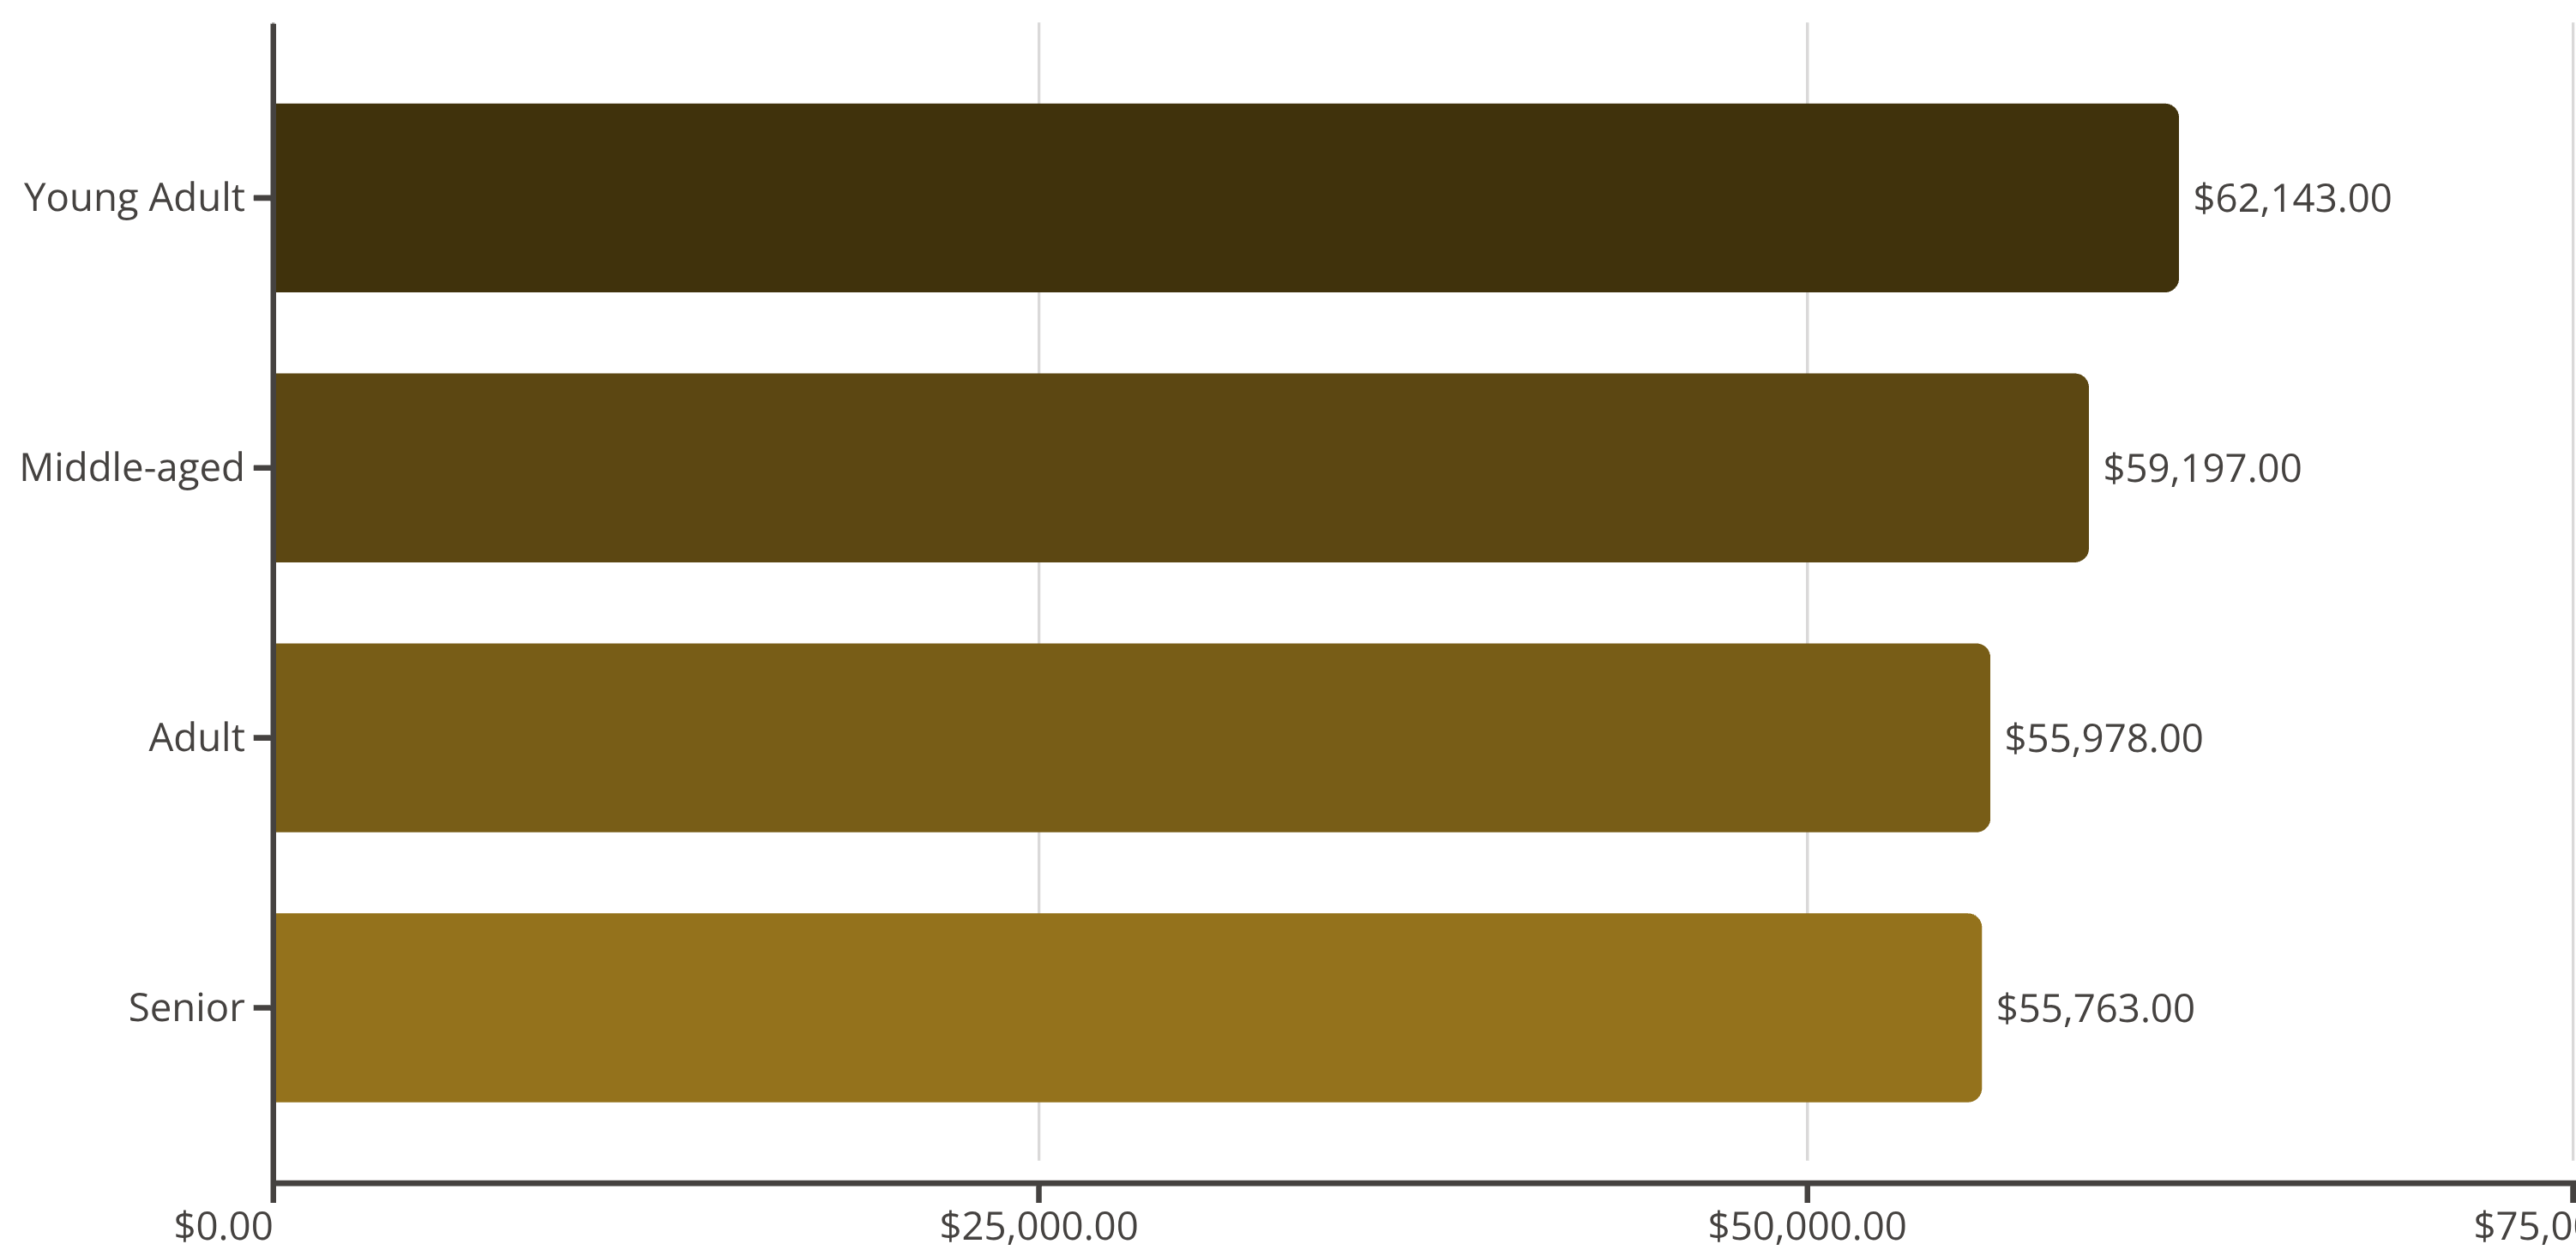 Young Adult
$62,143.00
Middle-aged
$59,197.00
Adult
$55,978.00
Senior
$55,763.00
$0.00
$25,000.00
$50,000.00